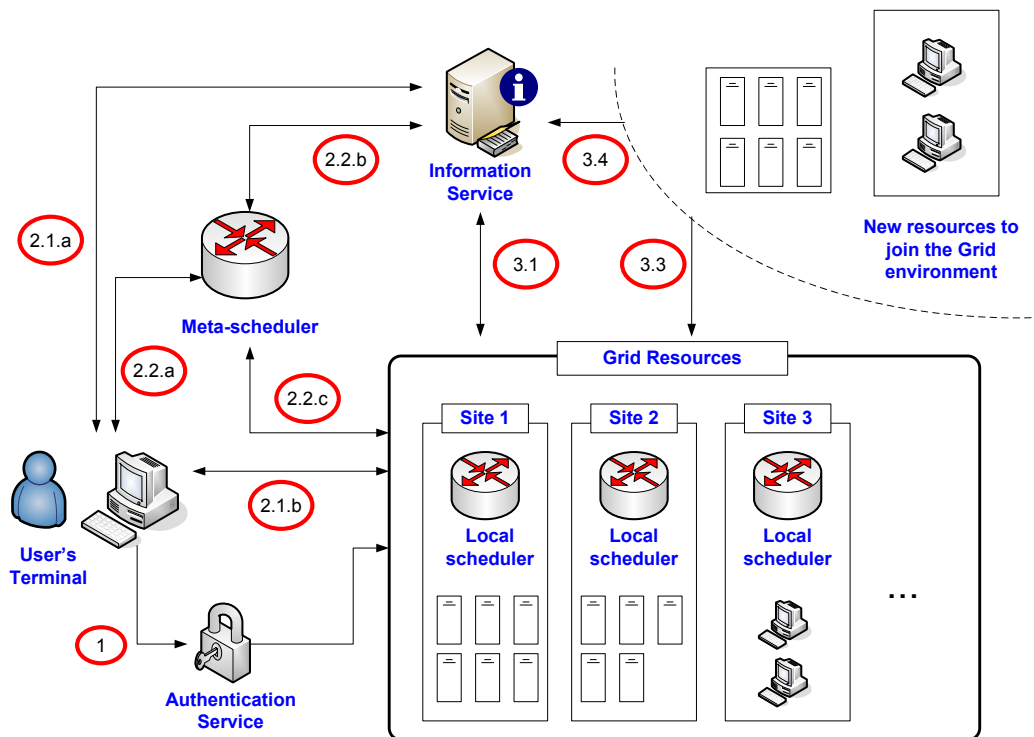 2.2.b
Information
Service
3.4
New resources to
join the Grid
environment
2.1.a
Meta-scheduler
3.1
3.3
2.2.a
2.2.c
Grid Resources
Site 1
Site 2
Site 3
2.1.b
Local
scheduler
Local
scheduler
Local
scheduler
User's
Terminal
...
1
Authentication
Service